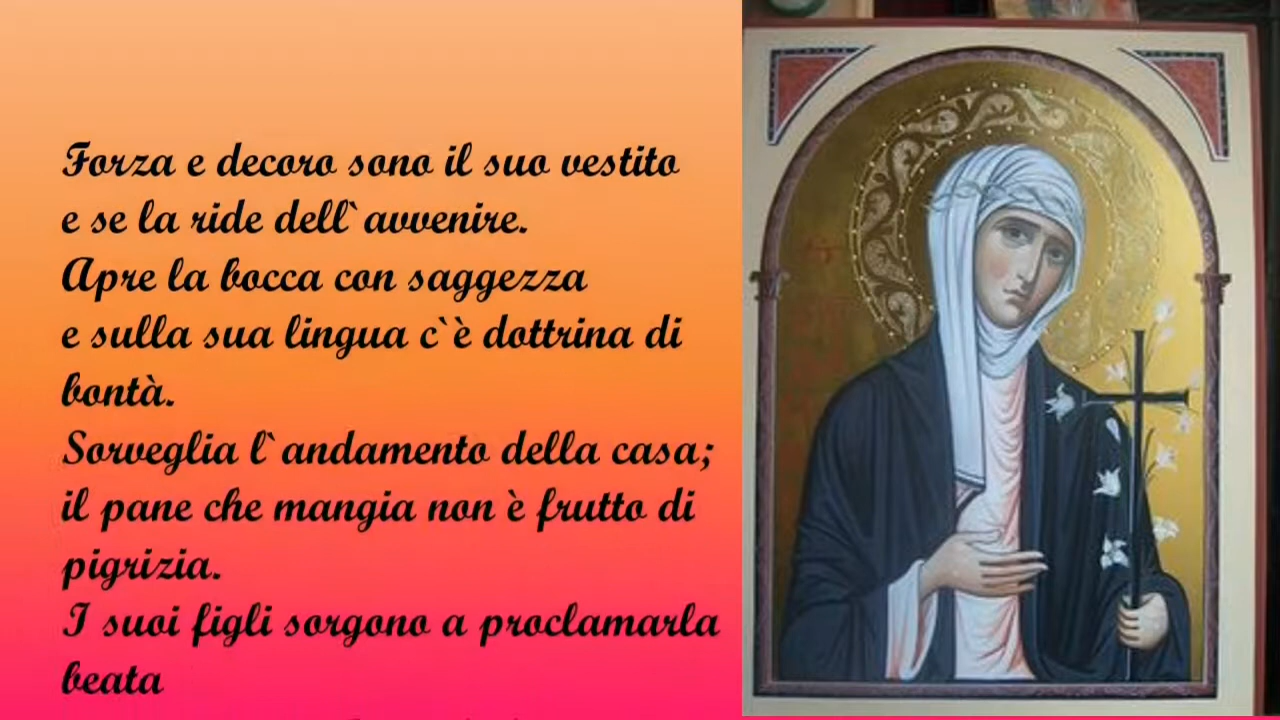 Forza e decoro sono il suo vestito
e se la ride dell`avvenire.
Apre la bocca con saggezza
e sulla sua lingua c`è dottrina di
bontà.
Sorveglia l`andamento della casa;
il pane che mangia non è frutto di
pigrizia.
I suoi figli sorgono a proclamarla
beata